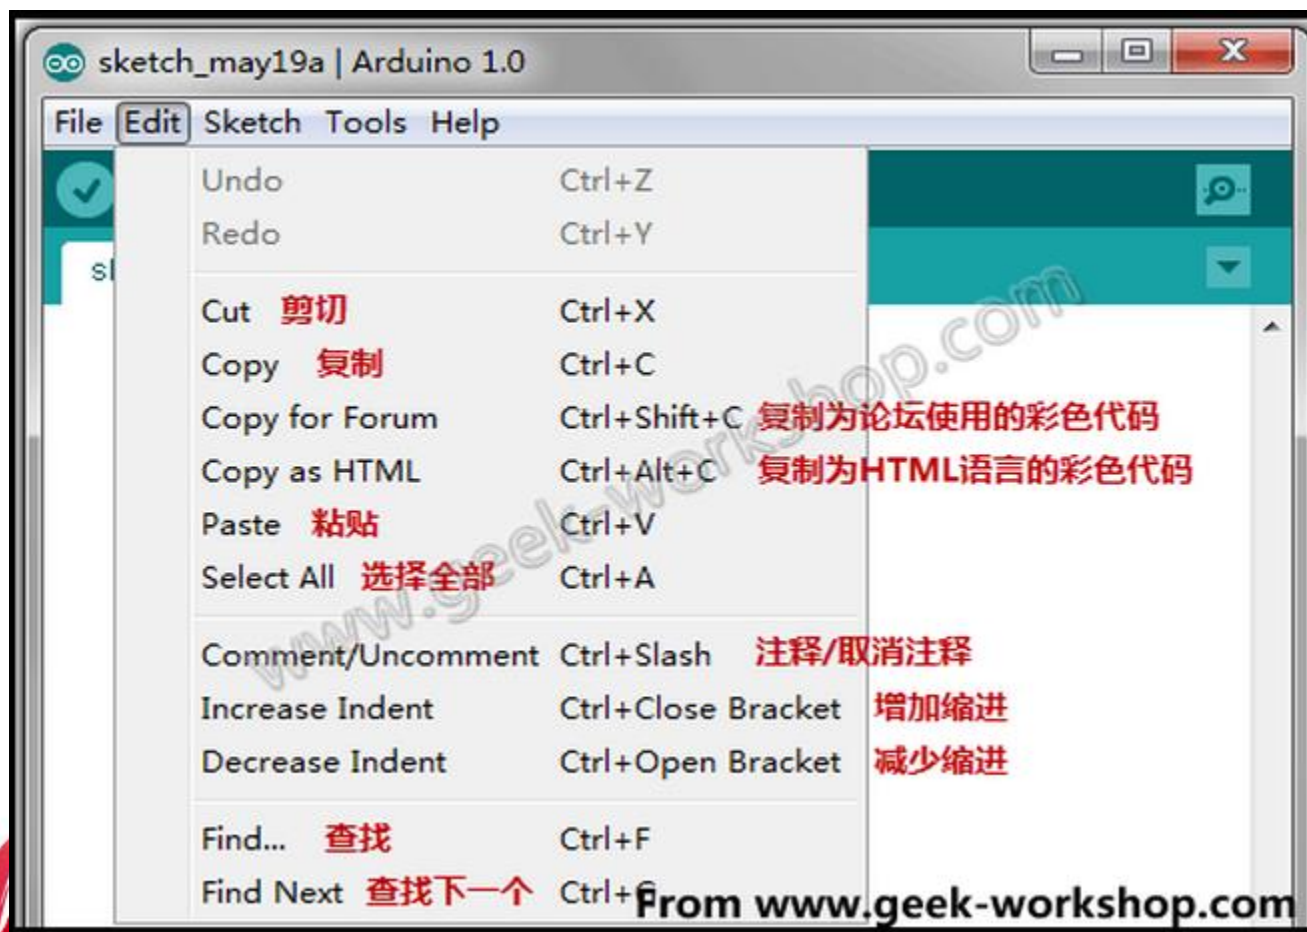 sketch_may19a | Arduino 1.0
File Edit Sketch Tools Help
Undo Ctrl+Z
Redo Ctrl+Y
sl
Cut 剪切 Ctrl+X
Copy 复制 Ctrl+C
Copy for Forum Ctrl+Shift+C 复制为论坛使用的彩色代码
Copy as HTML Ctrl+Alt+C 复制为HTML语言的彩色代码
Paste 粘贴 Ctrl+V
Select All 选择全部 Ctrl+A
Comment/Uncomment Ctrl+Slash 注释/取消注释
Increase Indent Ctrl+Close Bracket 增加缩进
Decrease Indent Ctrl+Open Bracket 减少缩进
Find... 查找 Ctrl+F
Find Next 查找下一个 Ctrl+G
From www.geek-workshop.com
www.geek-workshop.com